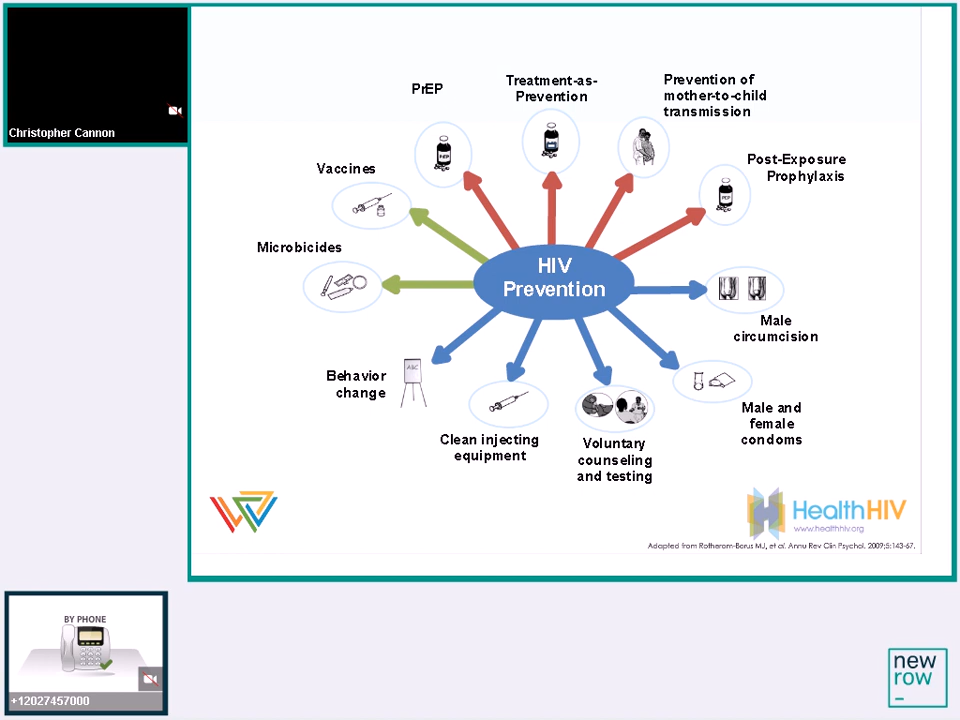 Christopher Cannon
PrEP
Treatment-as-
Prevention
Prevention of
mother-to-child
transmission
Vaccines
Post-Exposure
Prophylaxis
Microbicides
HIV
Prevention
Male
circumcision
Behavior
change
Male and
female
condoms
Clean injecting
equipment
Voluntary
counseling
and testing
HealthHIV
www.healthhiv.org
Adapted from Rotheram-Borus MJ, et al. Annu Rev Clin Psychol. 2009;5:143-67.
BY PHONE
+12027457000
new
row